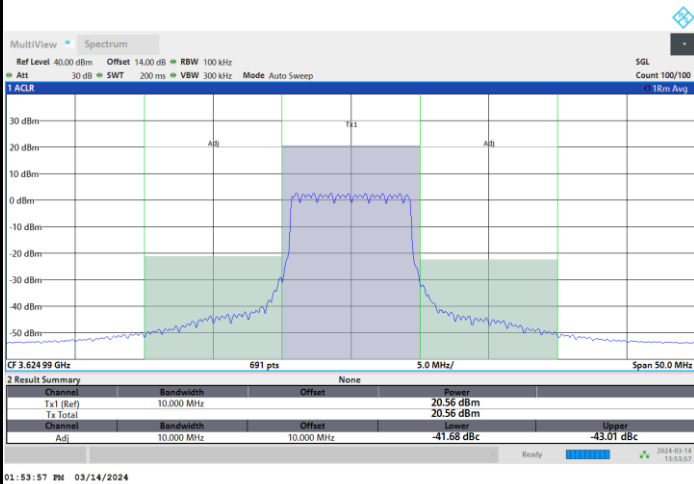 MultiView Spectrum
Ref Level 40.00 dBm Offset 14.00 dB RBW 100 kHz SGL
Att 30 dB SWT 200 ms VBW 300 kHz Mode Auto Sweep Count 100/100
1 ACLR 1Rm Avg
30 dBm
Tx1
20 dBm Adj Adj
10 dBm
0 dBm
-10 dBm
-20 dBm
-30 dBm
-40 dBm
-50 dBm
CF 3.624 99 GHz 691 pts 5.0 MHz/ Span 50.0 MHz
2 Result Summary None
Channel Bandwidth Offset Power
Tx1 (Ref) 10.000 MHz 20.56 dBm
Tx Total 20.56 dBm
Channel Bandwidth Offset Lower Upper
Adj 10.000 MHz 10.000 MHz -41.68 dBc -43.01 dBc
Ready 2024-03-14
13:53:57
01:53:57 PM 03/14/2024